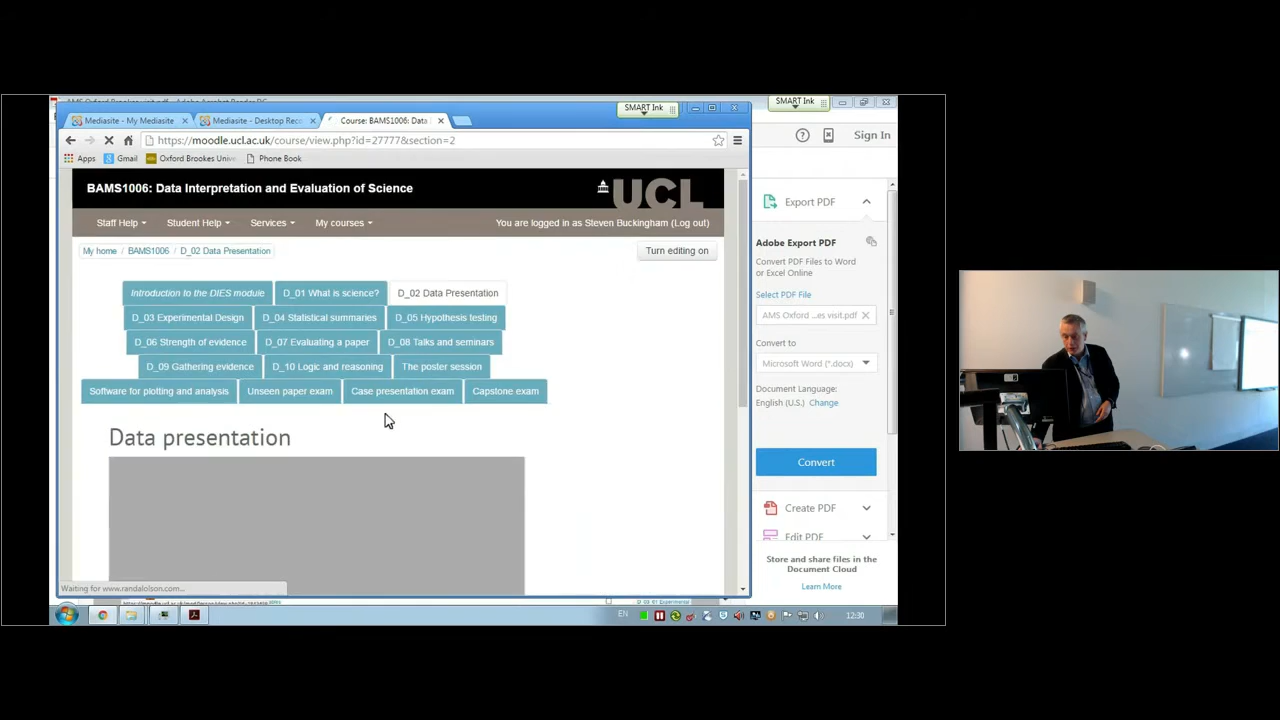 SMART Ink
SMART Ink
Mediasite - My Mediasite
Mediasite - Desktop Reco
Course: BAMS1006: Data
https://moodle.ucl.ac.uk/course/view.php?id=27777&section=2
Sign In
Apps
Gmail
Oxford Brookes Unive
Phone Book
BAMS1006: Data Interpretation and Evaluation of Science
UCL
Export PDF
Staff Help
Student Help
Services
My courses
You are logged in as Steven Buckingham (Log out)
My home / BAMS1006 / D_02 Data Presentation
Turn editing on
Adobe Export PDF
Convert PDF Files to Word
or Excel Online
Introduction to the DIES module
D_01 What is science?
D_02 Data Presentation
Select PDF File
D_03 Experimental Design
D_04 Statistical summaries
D_05 Hypothesis testing
AMS Oxford ...es visit.pdf
D_06 Strength of evidence
D_07 Evaluating a paper
D_08 Talks and seminars
Convert to
D_09 Gathering evidence
D_10 Logic and reasoning
The poster session
Microsoft Word (*.docx)
Software for plotting and analysis
Unseen paper exam
Case presentation exam
Capstone exam
Document Language:
English (U.S.) Change
Data presentation
Convert
Create PDF
Edit PDF
Store and share files in the
Document Cloud
Learn More
Waiting for www.randalolson.com...
EN
12:30